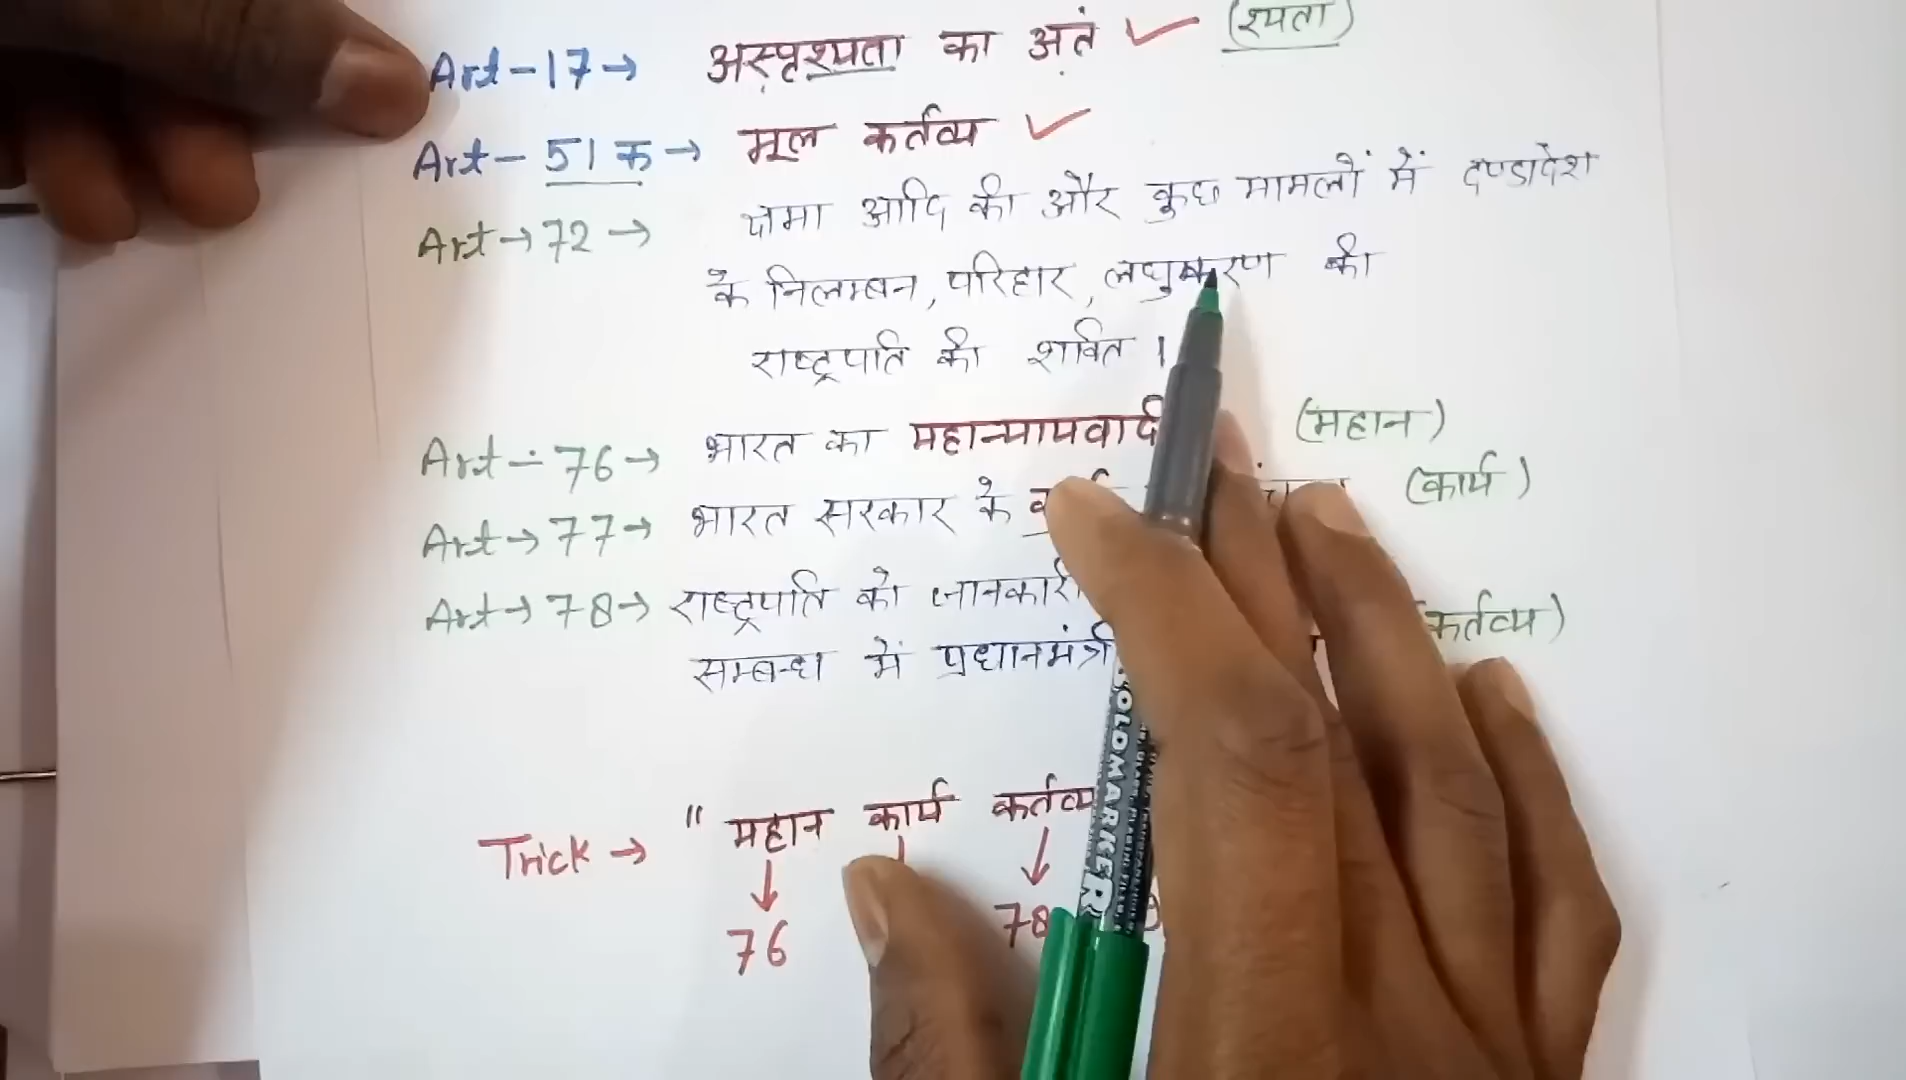 Art-17→ अस्पृश्यता का अंत ✓ (श्यता)
Art- 51 क→ मूल कर्तव्य ✓
Art→72→ क्षमा आदि की और कुछ मामलों में दण्डादेश
के निलम्बन, परिहार, लघुकरण की
राष्ट्रपति की शक्ति ।
Art-76→ भारत का महान्यायवादी (महान)
Art→77→ भारत सरकार के (कार्य)
Art→78→ राष्ट्रपति को जानकारी
सम्बन्ध में प्रधानमंत्री (कर्तव्य)
Trick→ " महान कार्य कर्तव्य
76 78
OLDMARKER